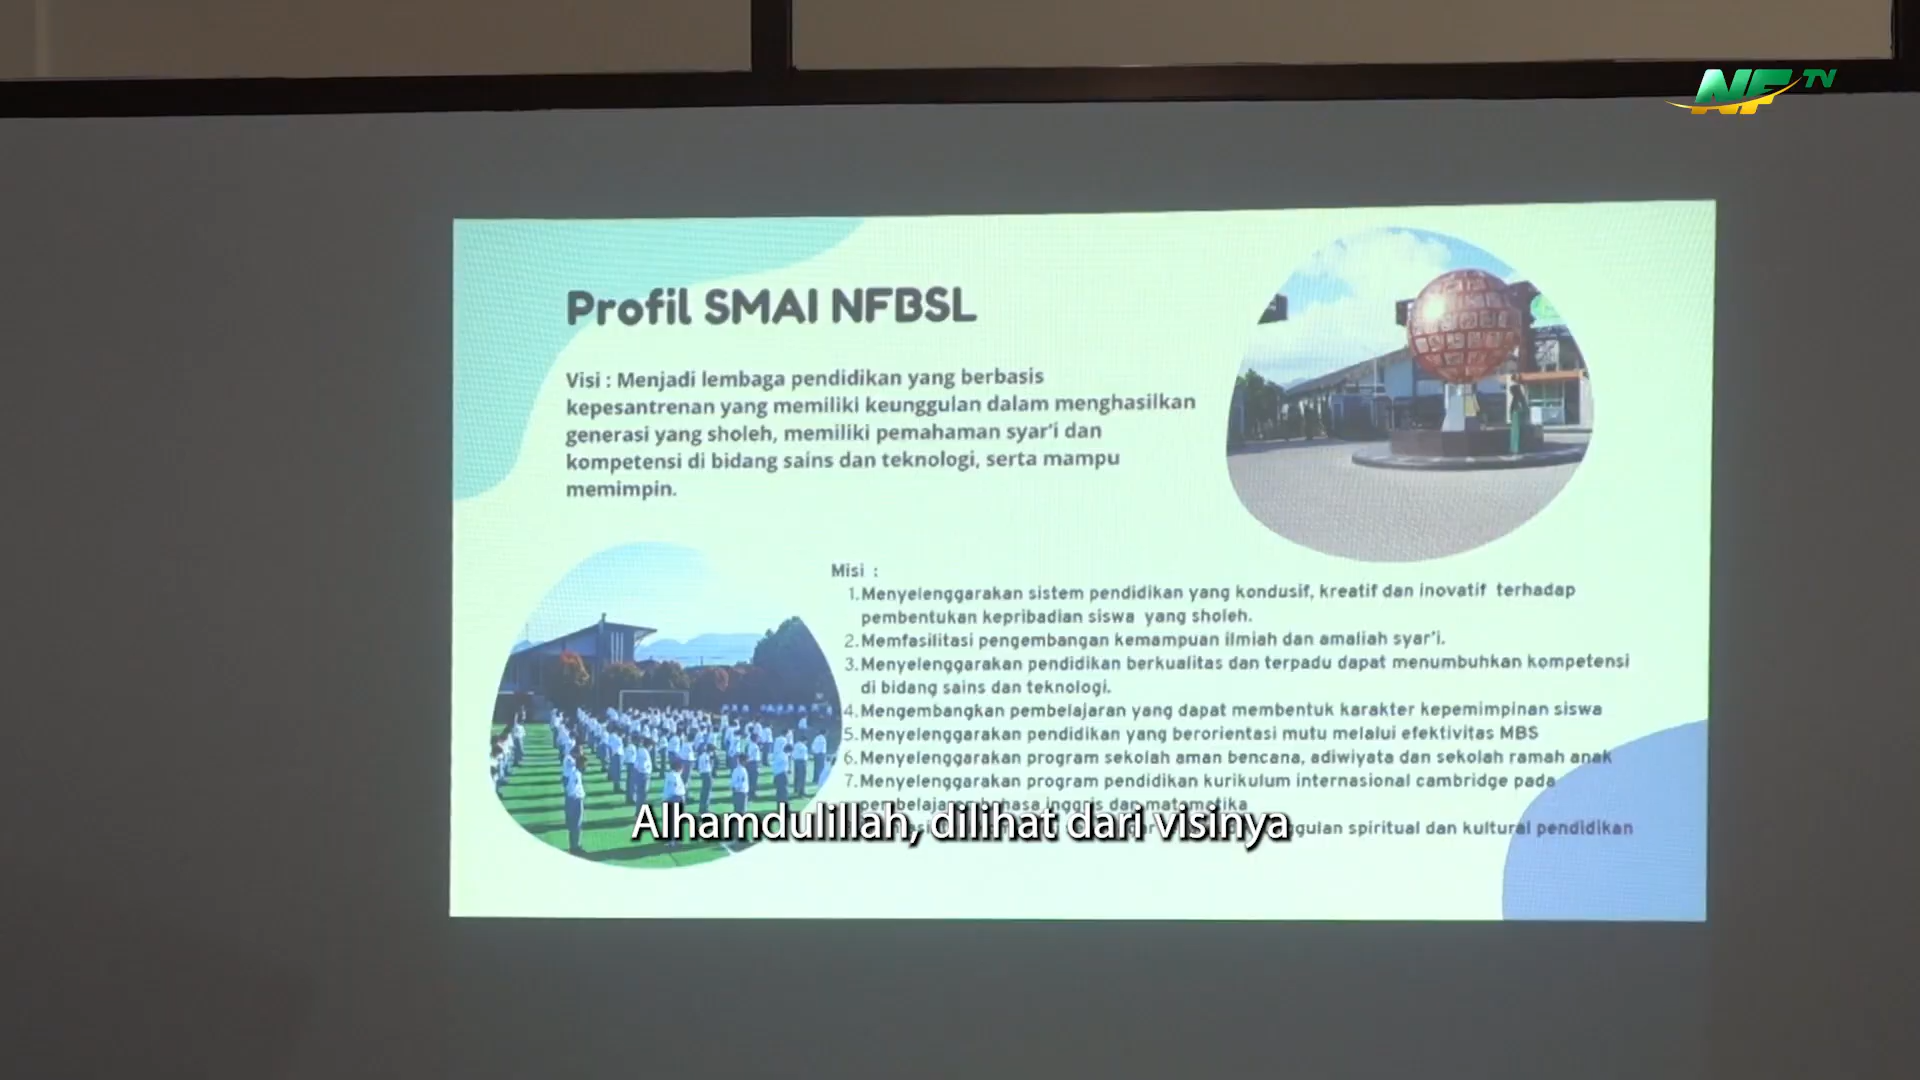 NF TV
Profil SMAI NFBSL
Visi : Menjadi lembaga pendidikan yang berbasis
kepesantrenan yang memiliki keunggulan dalam menghasilkan
generasi yang sholeh, memiliki pemahaman syar'i dan
kompetensi di bidang sains dan teknologi, serta mampu
memimpin.
Misi :
1. Menyelenggarakan sistem pendidikan yang kondusif, kreatif dan inovatif terhadap
pembentukan kepribadian siswa yang sholeh.
2. Memfasilitasi pengembangan kemampuan ilmiah dan amaliah syar'i.
3. Menyelenggarakan pendidikan berkualitas dan terpadu dapat menumbuhkan kompetensi
di bidang sains dan teknologi.
4. Mengembangkan pembelajaran yang dapat membentuk karakter kepemimpinan siswa
5. Menyelenggarakan pendidikan yang berorientasi mutu melalui efektivitas MBS
6. Menyelenggarakan program sekolah aman bencana, adiwiyata dan sekolah ramah anak
7. Menyelenggarakan program pendidikan kurikulum internasional cambridge pada
pembelajaran bahasa inggris dan matematika
spiritual dan kultural pendidikan
Alhamdulillah, dilihat dari visinya